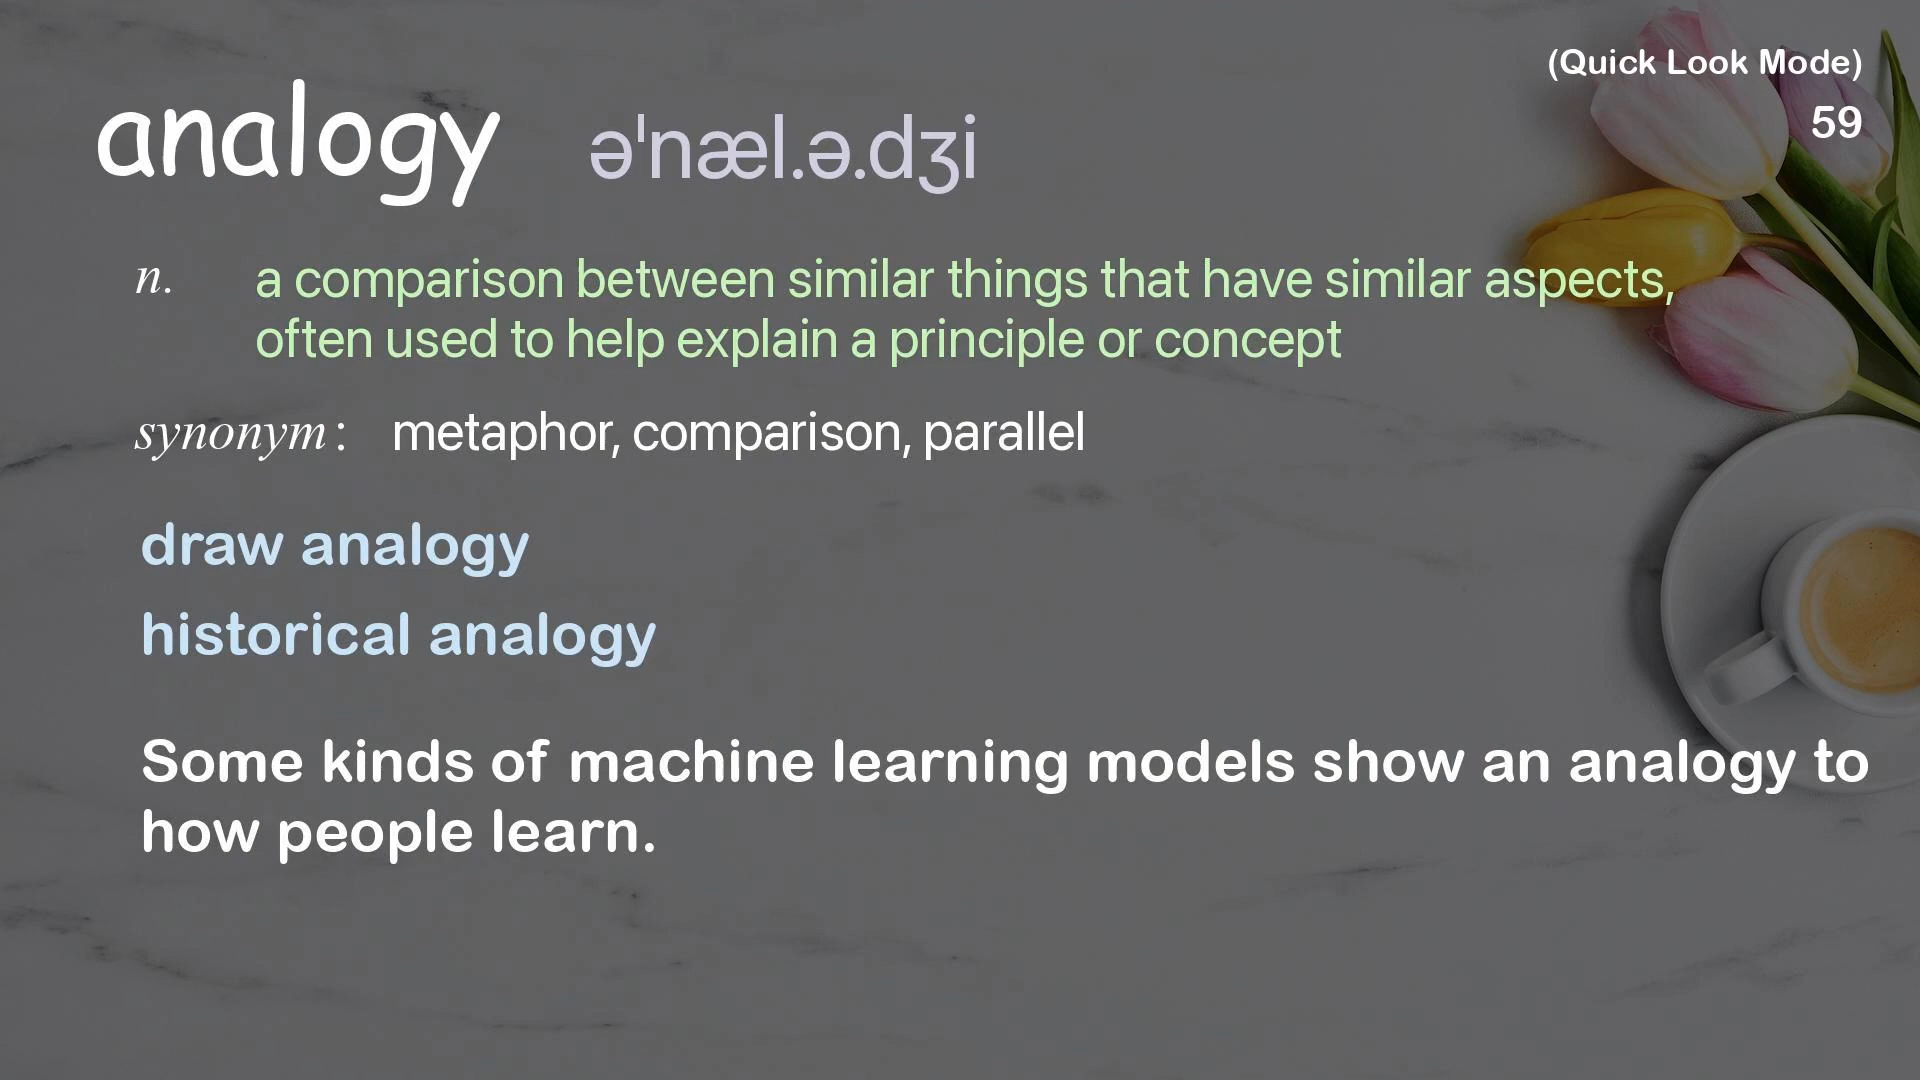 (Quick Look Mode)
59
analogy ə'næl.ə.dʒi
n. a comparison between similar things that have similar aspects,
often used to help explain a principle or concept
synonym: metaphor, comparison, parallel
draw analogy
historical analogy
Some kinds of machine learning models show an analogy to
how people learn.